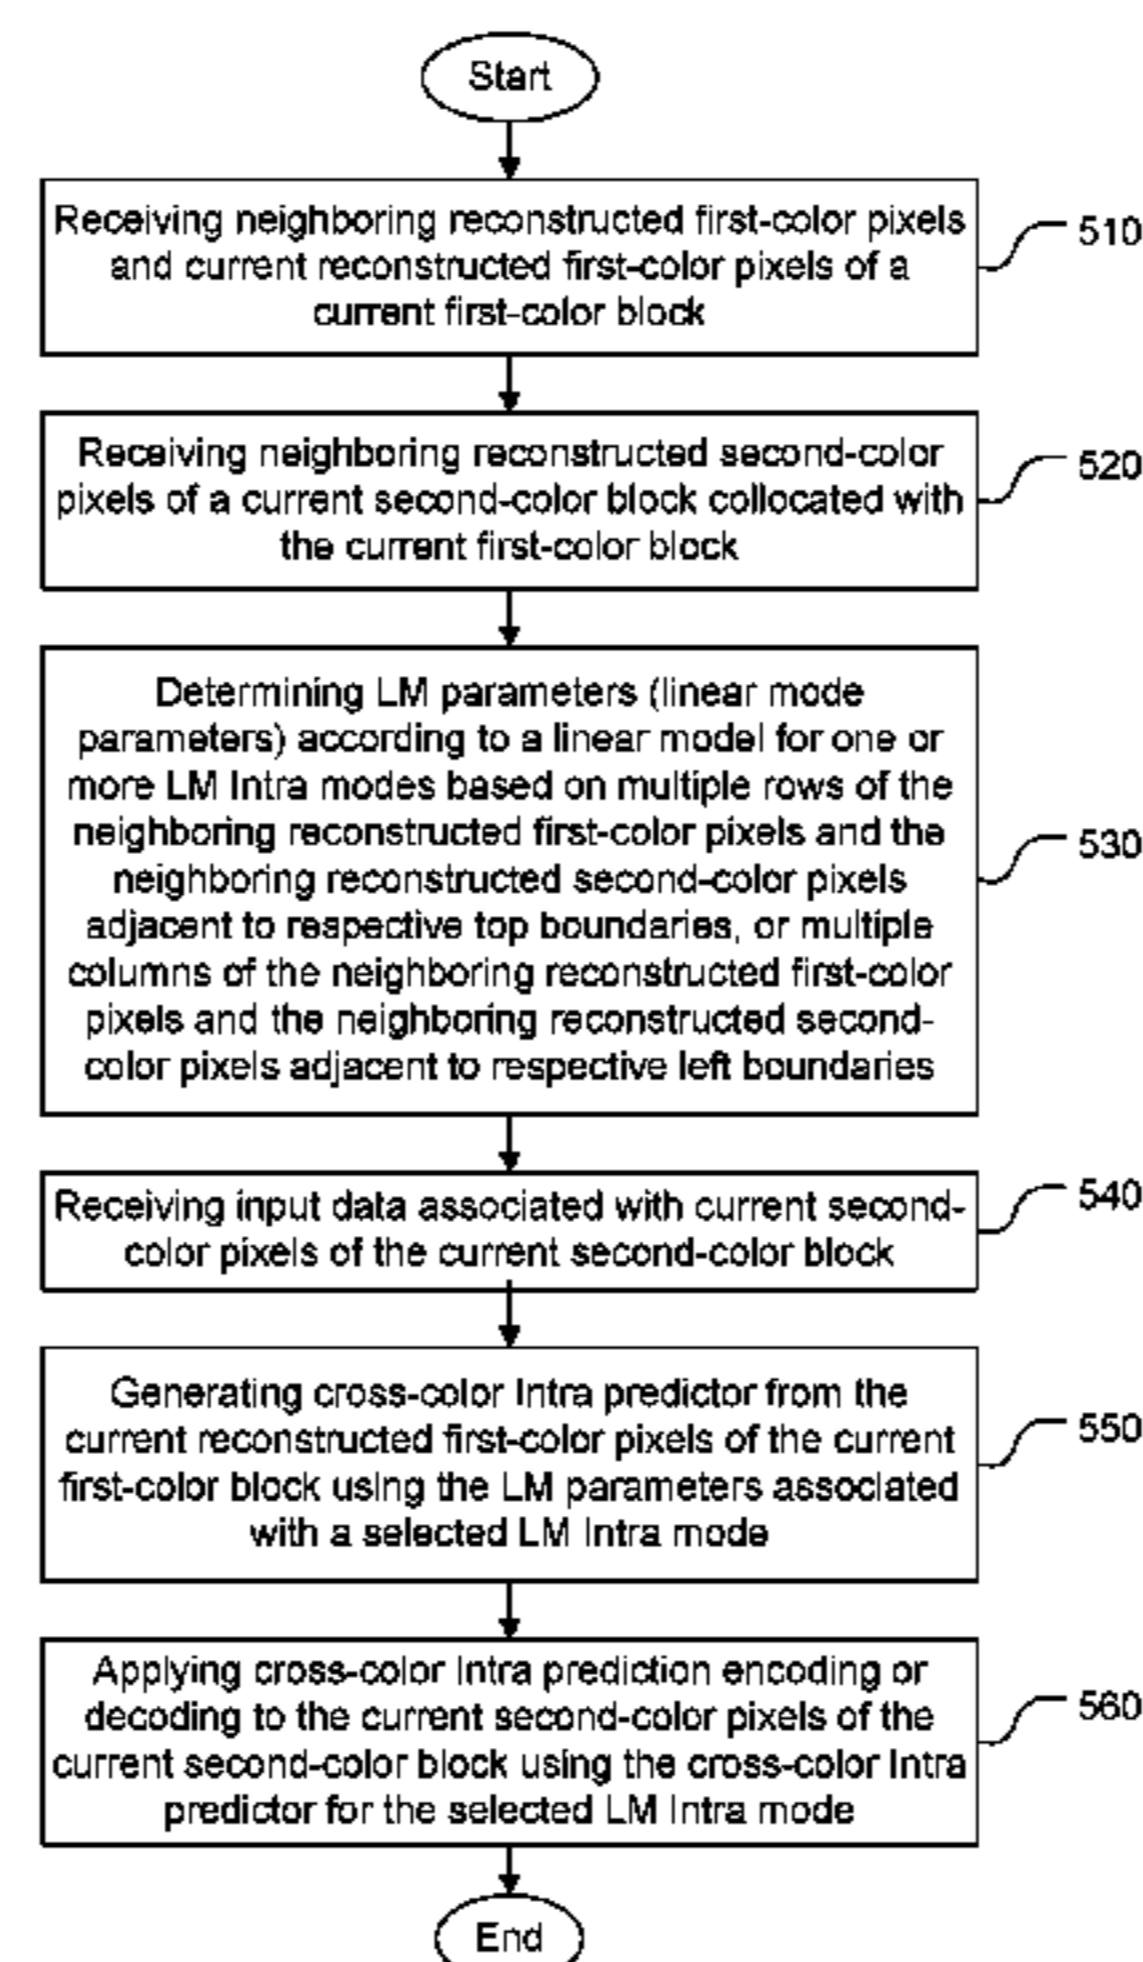 Start
Receiving neighboring reconstructed first-color pixels
and current reconstructed first-color pixels of a
current first-color block
510
Receiving neighboring reconstructed second-color
pixels of a current second-color block collocated with
the current first-color block
520
Determining LM parameters (linear mode
parameters) according to a linear model for one or
more LM Intra modes based on multiple rows of the
neighboring reconstructed first-color pixels and the
neighboring reconstructed second-color pixels
adjacent to respective top boundaries, or multiple
columns of the neighboring reconstructed first-color
pixels and the neighboring reconstructed second-
color pixels adjacent to respective left boundaries
530
Receiving input data associated with current second-
color pixels of the current second-color block
540
Generating cross-color Intra predictor from the
current reconstructed first-color pixels of the current
first-color block using the LM parameters associated
with a selected LM Intra mode
550
Applying cross-color Intra prediction encoding or
decoding to the current second-color pixels of the
current second-color block using the cross-color Intra
predictor for the selected LM Intra mode
560
End